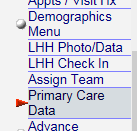 Appts / Visit Hx
Demographics
Menu
LHH Photo/Data
LHH Check In
Assign Team
Primary Care
Data
Advance